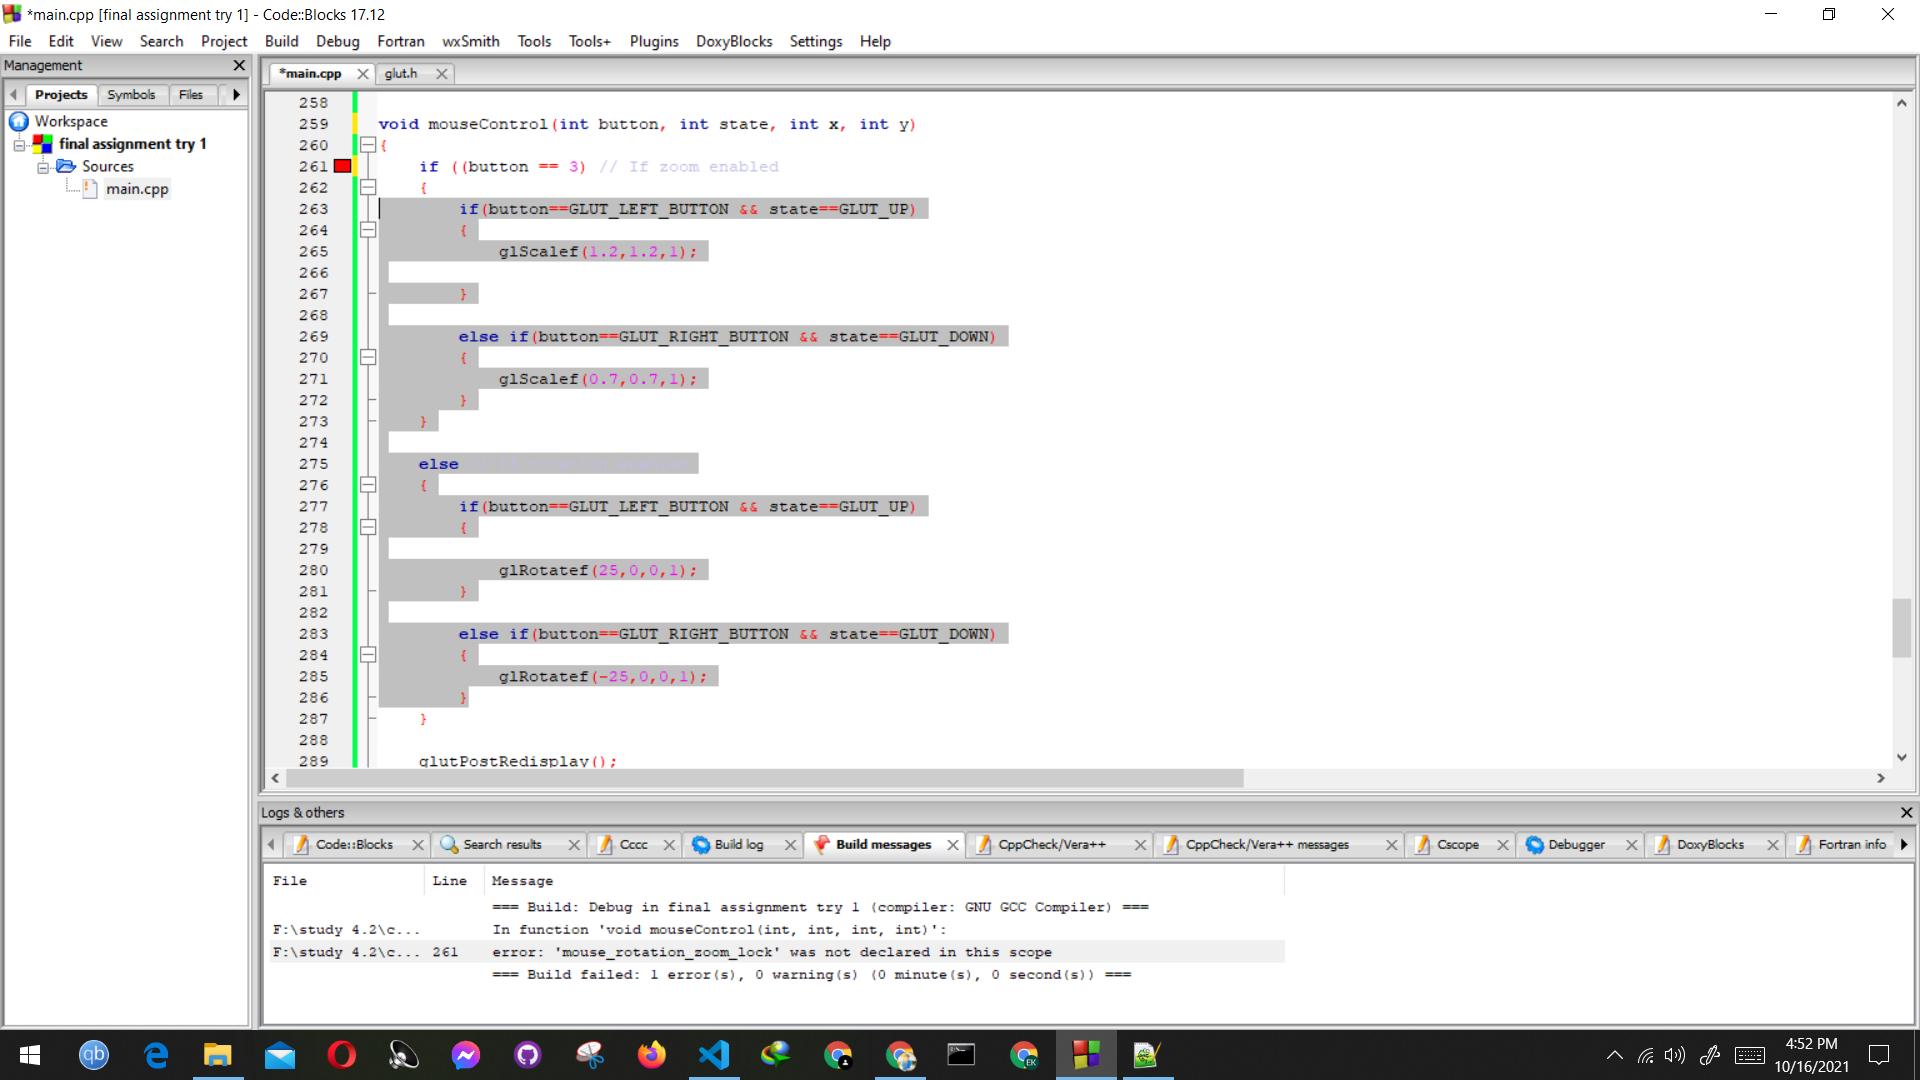 *main.cpp [final assignment try 1] - Code::Blocks 17.12
File Edit View Search Project Build Debug Fortran wxSmith Tools Tools+ Plugins DoxyBlocks Settings Help
Management
Projects Symbols Files
Workspace
final assignment try 1
Sources
main.cpp
*main.cpp glut.h
258
259 void mouseControl(int button, int state, int x, int y)
260 {
261 if ((button == 3) // If zoom enabled
262 {
263 if(button==GLUT_LEFT_BUTTON && state==GLUT_UP)
264 {
265 glScalef(1.2,1.2,1);
266
267 }
268
269 else if(button==GLUT_RIGHT_BUTTON && state==GLUT_DOWN)
270 {
271 glScalef(0.7,0.7,1);
272 }
273 }
274
275 else
276 {
277 if(button==GLUT_LEFT_BUTTON && state==GLUT_UP)
278 {
279
280 glRotatef(25,0,0,1);
281 }
282
283 else if(button==GLUT_RIGHT_BUTTON && state==GLUT_DOWN)
284 {
285 glRotatef(-25,0,0,1);
286 }
287 }
288
289 glutPostRedisplay();
Logs & others
Code::Blocks Search results Cccc Build log Build messages CppCheck/Vera++ CppCheck/Vera++ messages Cscope Debugger DoxyBlocks Fortran info
File Line Message
=== Build: Debug in final assignment try 1 (compiler: GNU GCC Compiler) ===
F:\study 4.2\c... In function 'void mouseControl(int, int, int, int)':
F:\study 4.2\c... 261 error: 'mouse_rotation_zoom_lock' was not declared in this scope
=== Build failed: 1 error(s), 0 warning(s) (0 minute(s), 0 second(s)) ===
qb
EK
4:52 PM
10/16/2021